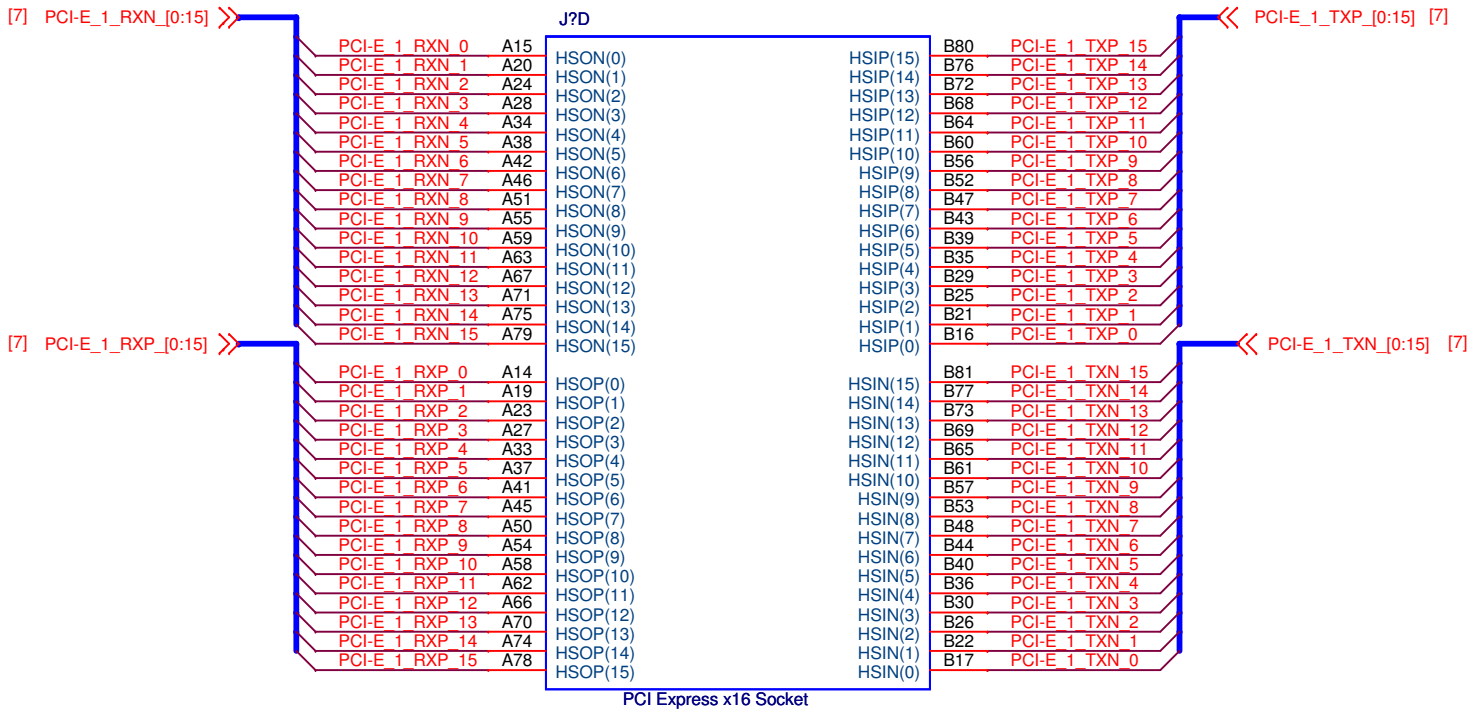 [7] PCI-E_1_RXN_[0:15] J?D PCI-E_1_TXP_[0:15] [7]
PCI-E_1_RXN_0 A15 HSON(0) HSIP(15) B80 PCI-E_1_TXP_15
PCI-E_1_RXN_1 A20 HSON(1) HSIP(14) B76 PCI-E_1_TXP_14
PCI-E_1_RXN_2 A24 HSON(2) HSIP(13) B72 PCI-E_1_TXP_13
PCI-E_1_RXN_3 A28 HSON(3) HSIP(12) B68 PCI-E_1_TXP_12
PCI-E_1_RXN_4 A34 HSON(4) HSIP(11) B64 PCI-E_1_TXP_11
PCI-E_1_RXN_5 A38 HSON(5) HSIP(10) B60 PCI-E_1_TXP_10
PCI-E_1_RXN_6 A42 HSON(6) HSIP(9) B56 PCI-E_1_TXP_9
PCI-E_1_RXN_7 A46 HSON(7) HSIP(8) B52 PCI-E_1_TXP_8
PCI-E_1_RXN_8 A51 HSON(8) HSIP(7) B47 PCI-E_1_TXP_7
PCI-E_1_RXN_9 A55 HSON(9) HSIP(6) B43 PCI-E_1_TXP_6
PCI-E_1_RXN_10 A59 HSON(10) HSIP(5) B39 PCI-E_1_TXP_5
PCI-E_1_RXN_11 A63 HSON(11) HSIP(4) B35 PCI-E_1_TXP_4
PCI-E_1_RXN_12 A67 HSON(12) HSIP(3) B29 PCI-E_1_TXP_3
PCI-E_1_RXN_13 A71 HSON(13) HSIP(2) B25 PCI-E_1_TXP_2
PCI-E_1_RXN_14 A75 HSON(14) HSIP(1) B21 PCI-E_1_TXP_1
PCI-E_1_RXN_15 A79 HSON(15) HSIP(0) B16 PCI-E_1_TXP_0
[7] PCI-E_1_RXP_[0:15] PCI-E_1_TXN_[0:15] [7]
PCI-E_1_RXP_0 A14 HSOP(0) HSIN(15) B81 PCI-E_1_TXN_15
PCI-E_1_RXP_1 A19 HSOP(1) HSIN(14) B77 PCI-E_1_TXN_14
PCI-E_1_RXP_2 A23 HSOP(2) HSIN(13) B73 PCI-E_1_TXN_13
PCI-E_1_RXP_3 A27 HSOP(3) HSIN(12) B69 PCI-E_1_TXN_12
PCI-E_1_RXP_4 A33 HSOP(4) HSIN(11) B65 PCI-E_1_TXN_11
PCI-E_1_RXP_5 A37 HSOP(5) HSIN(10) B61 PCI-E_1_TXN_10
PCI-E_1_RXP_6 A41 HSOP(6) HSIN(9) B57 PCI-E_1_TXN_9
PCI-E_1_RXP_7 A45 HSOP(7) HSIN(8) B53 PCI-E_1_TXN_8
PCI-E_1_RXP_8 A50 HSOP(8) HSIN(7) B48 PCI-E_1_TXN_7
PCI-E_1_RXP_9 A54 HSOP(9) HSIN(6) B44 PCI-E_1_TXN_6
PCI-E_1_RXP_10 A58 HSOP(10) HSIN(5) B40 PCI-E_1_TXN_5
PCI-E_1_RXP_11 A62 HSOP(11) HSIN(4) B36 PCI-E_1_TXN_4
PCI-E_1_RXP_12 A66 HSOP(12) HSIN(3) B30 PCI-E_1_TXN_3
PCI-E_1_RXP_13 A70 HSOP(13) HSIN(2) B26 PCI-E_1_TXN_2
PCI-E_1_RXP_14 A74 HSOP(14) HSIN(1) B22 PCI-E_1_TXN_1
PCI-E_1_RXP_15 A78 HSOP(15) HSIN(0) B17 PCI-E_1_TXN_0
PCI Express x16 Socket